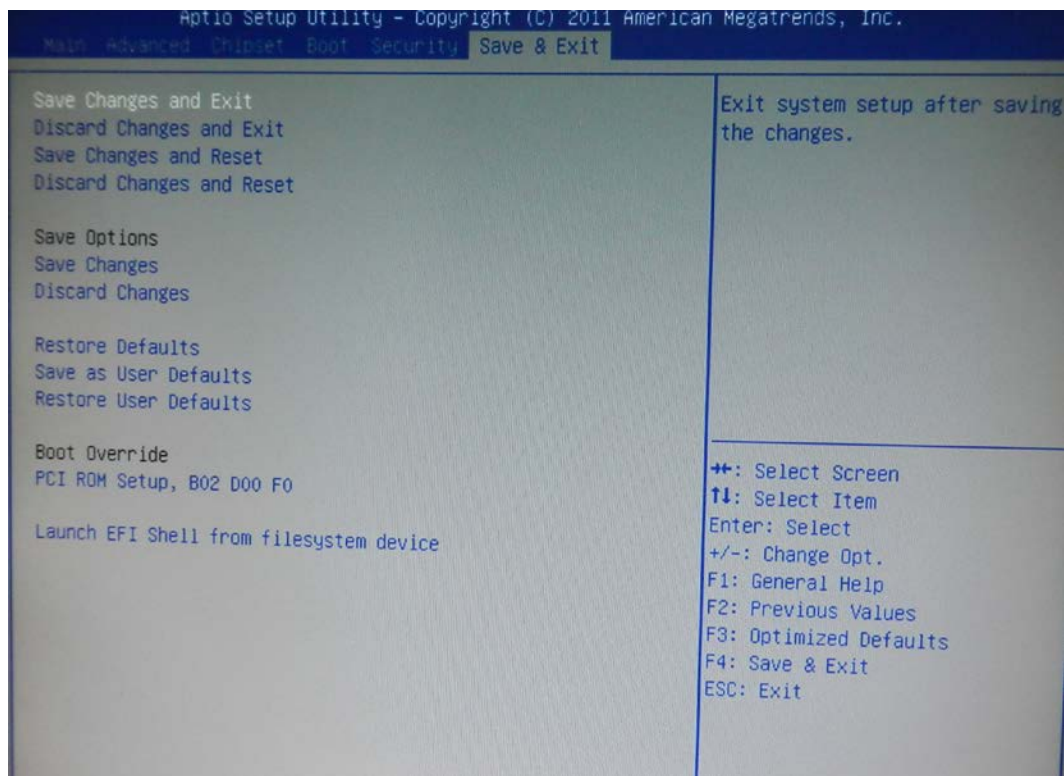 Aptio Setup Utility – Copyright (C) 2011 American Megatrends, Inc.
Main Advanced Chipset Boot Security Save & Exit
Save Changes and Exit
Discard Changes and Exit
Save Changes and Reset
Discard Changes and Reset
Save Options
Save Changes
Discard Changes
Restore Defaults
Save as User Defaults
Restore User Defaults
Boot Override
PCI ROM Setup, B02 D00 F0
Launch EFI Shell from filesystem device
Exit system setup after saving
the changes.
→←: Select Screen
↑↓: Select Item
Enter: Select
+/-: Change Opt.
F1: General Help
F2: Previous Values
F3: Optimized Defaults
F4: Save & Exit
ESC: Exit